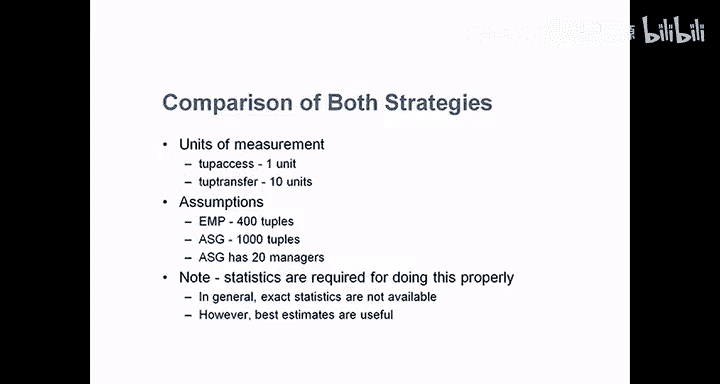 bilibili
Comparison of Both Strategies
• Units of measurement
– tupaccess - 1 unit
– tuptransfer - 10 units
• Assumptions
– EMP - 400 tuples
– ASG - 1000 tuples
– ASG has 20 managers
• Note - statistics are required for doing this properly
– In general, exact statistics are not available
– However, best estimates are useful